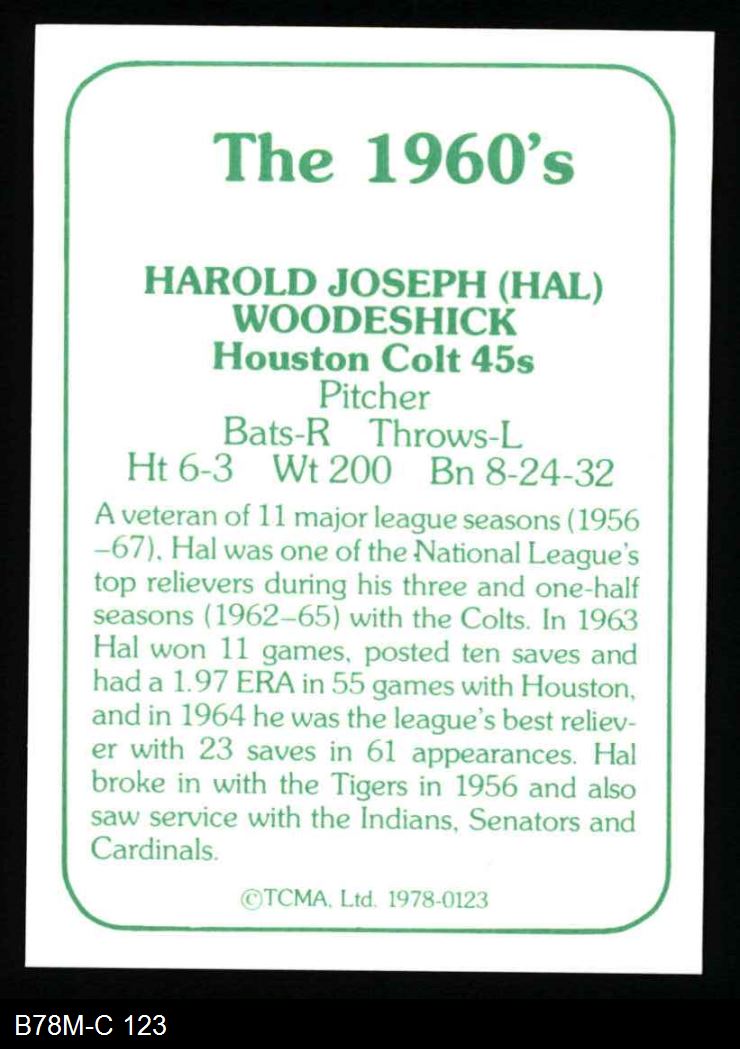 The 1960's
HAROLD JOSEPH (HAL)
WOODESHICK
Houston Colt 45s
Pitcher
Bats-R Throws-L
Ht 6-3 Wt 200 Bn 8-24-32
A veteran of 11 major league seasons (1956
–67), Hal was one of the National League's
top relievers during his three and one-half
seasons (1962–65) with the Colts. In 1963
Hal won 11 games, posted ten saves and
had a 1.97 ERA in 55 games with Houston,
and in 1964 he was the league's best reliev-
er with 23 saves in 61 appearances. Hal
broke in with the Tigers in 1956 and also
saw service with the Indians, Senators and
Cardinals.
©TCMA, Ltd. 1978-0123
B78M-C 123